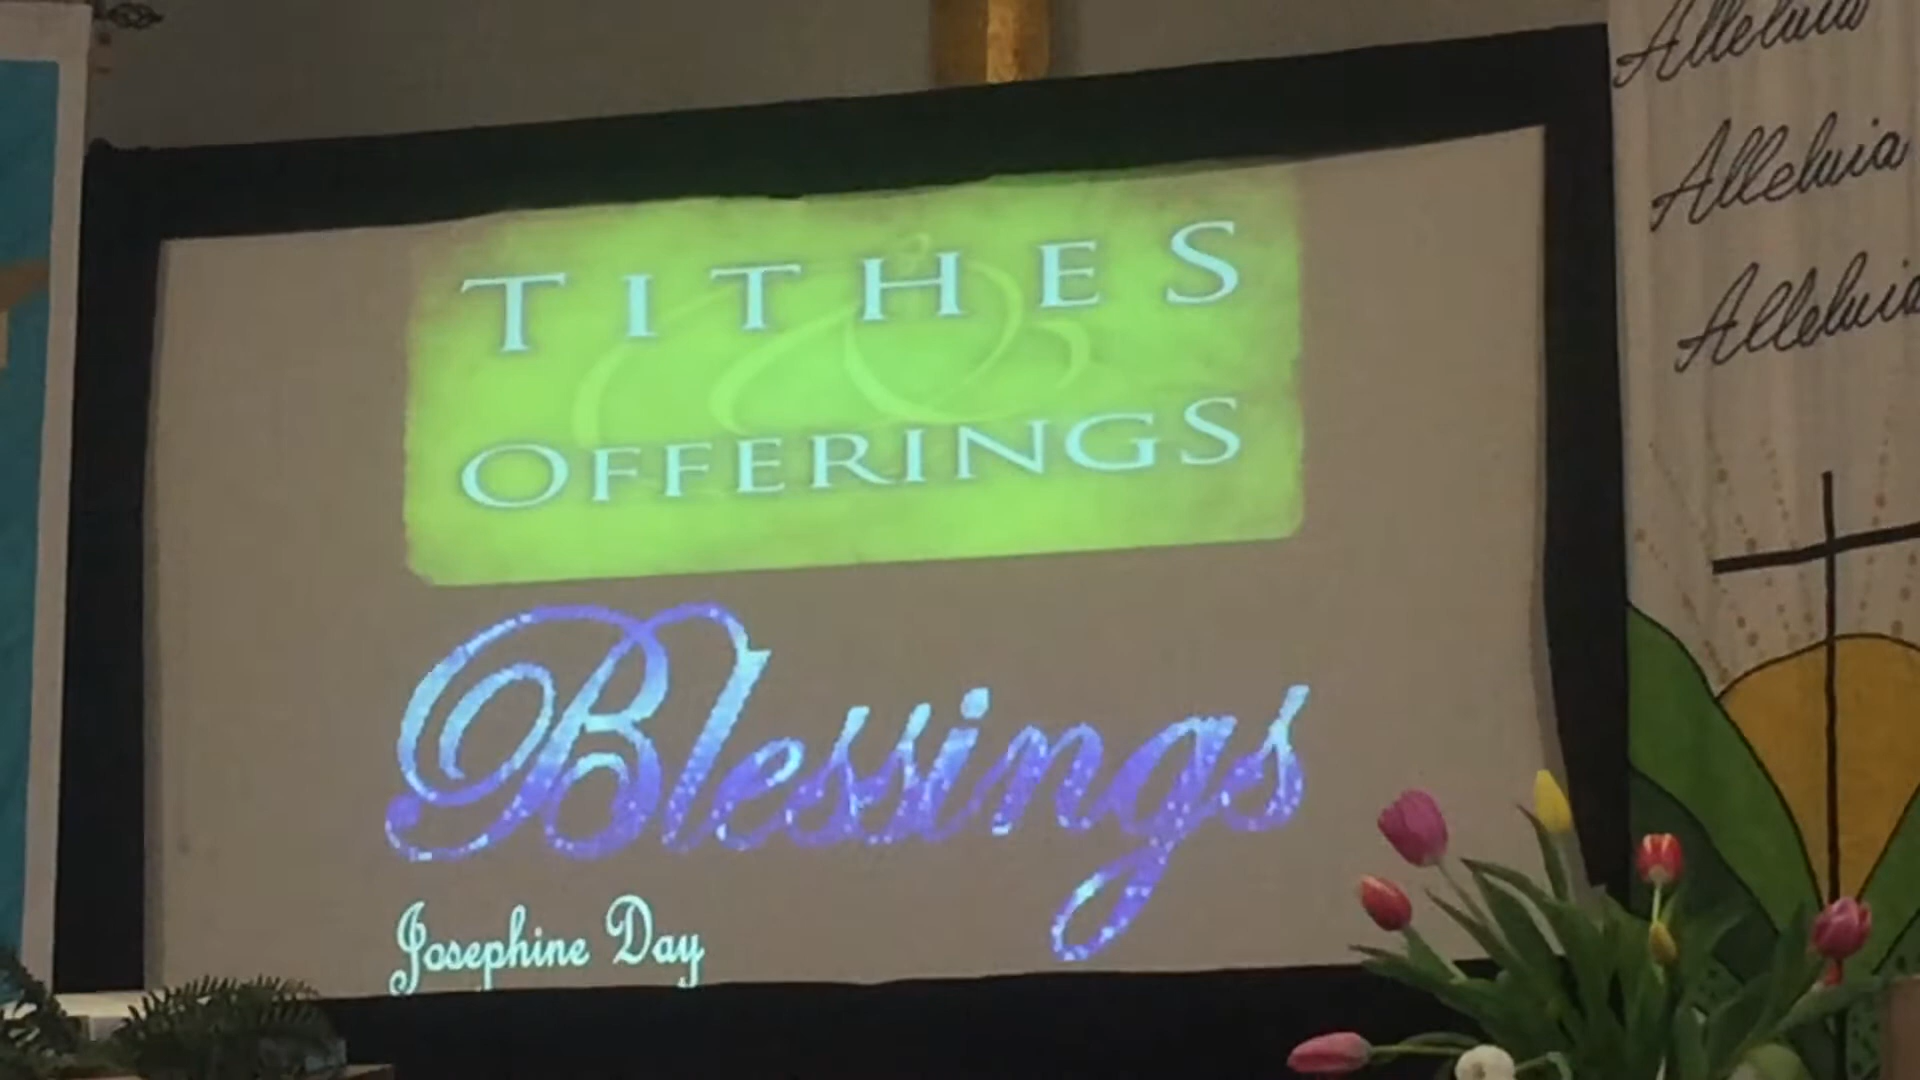 TITHES
&
OFFERINGS
Blessings
Josephine Day
Alleluia
Alleluia
Alleluia